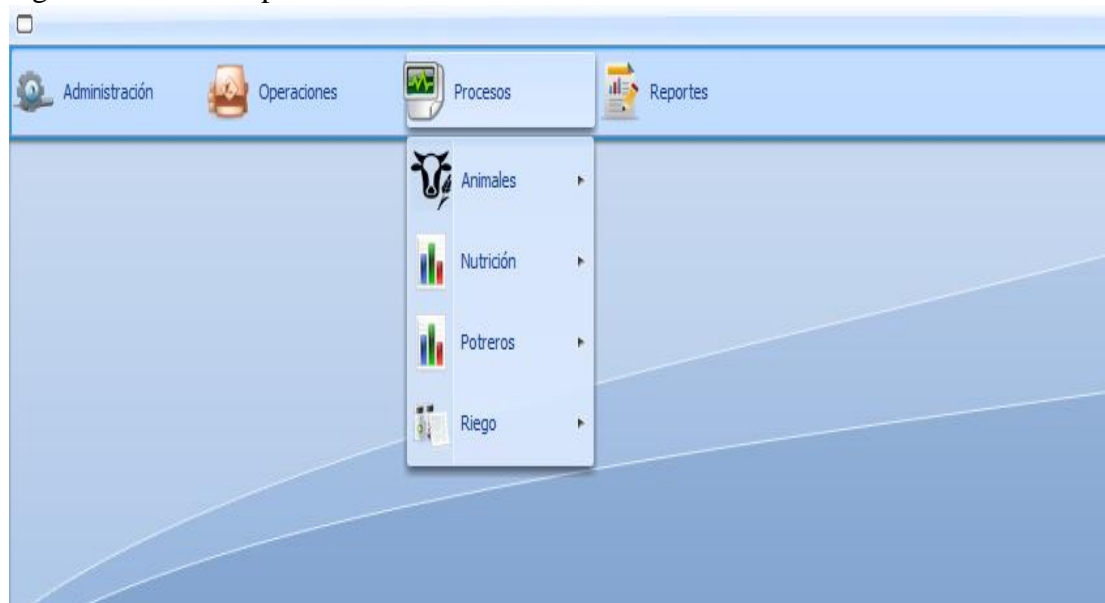 Administración Operaciones Procesos Reportes
Animales
Nutrición
Potreros
Riego